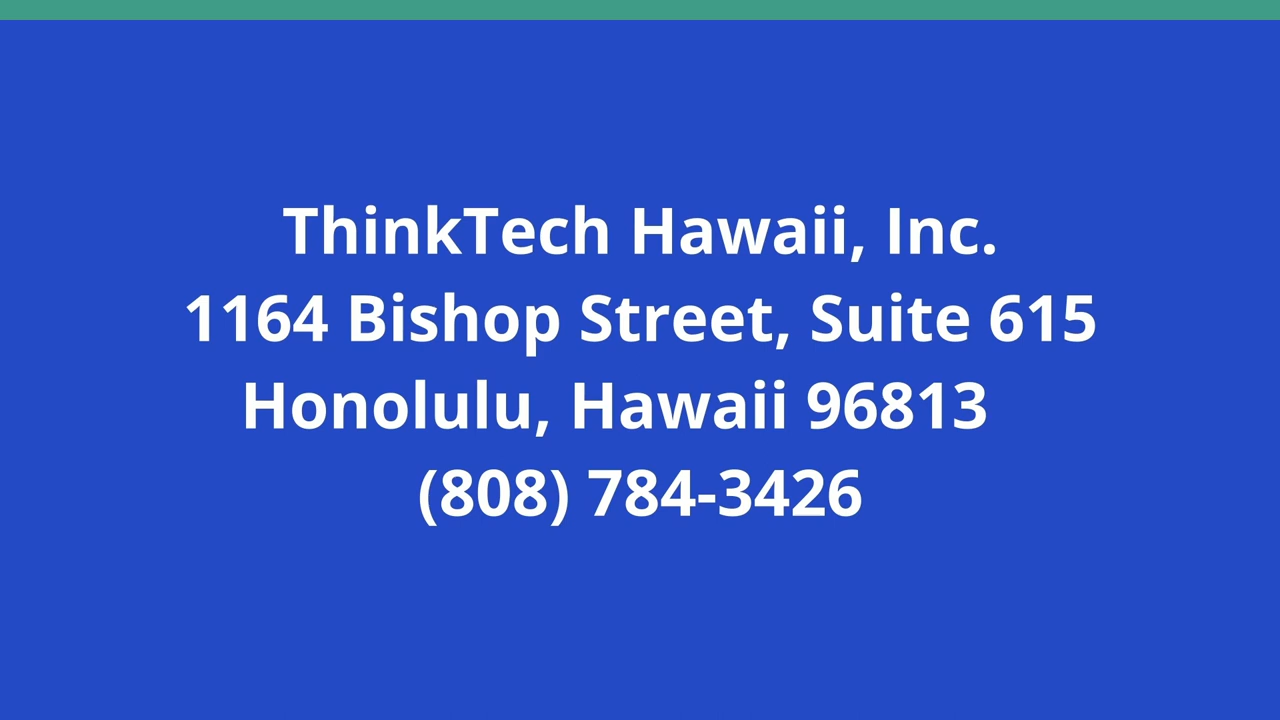 ThinkTech Hawaii, Inc.
1164 Bishop Street, Suite 615
Honolulu, Hawaii 96813
(808) 784-3426